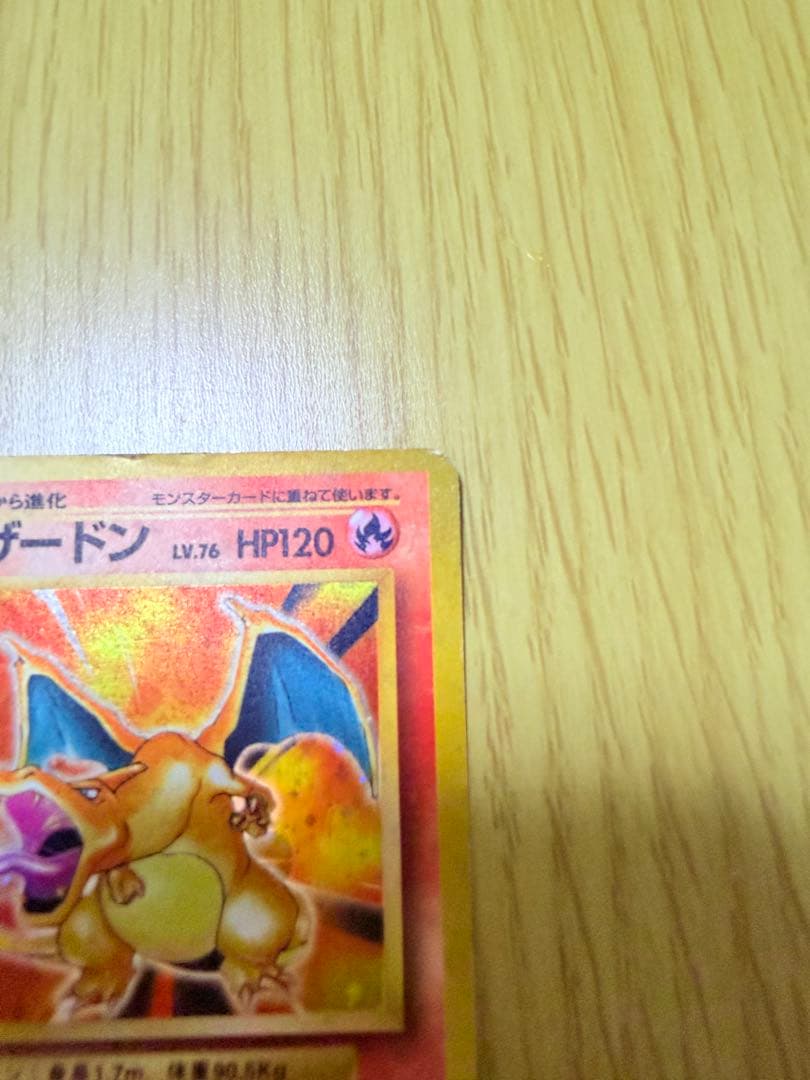 から進化 モンスターカードに重ねて使います。
ザードン LV.76 HP120
身長1.7m 体重90.5Kg